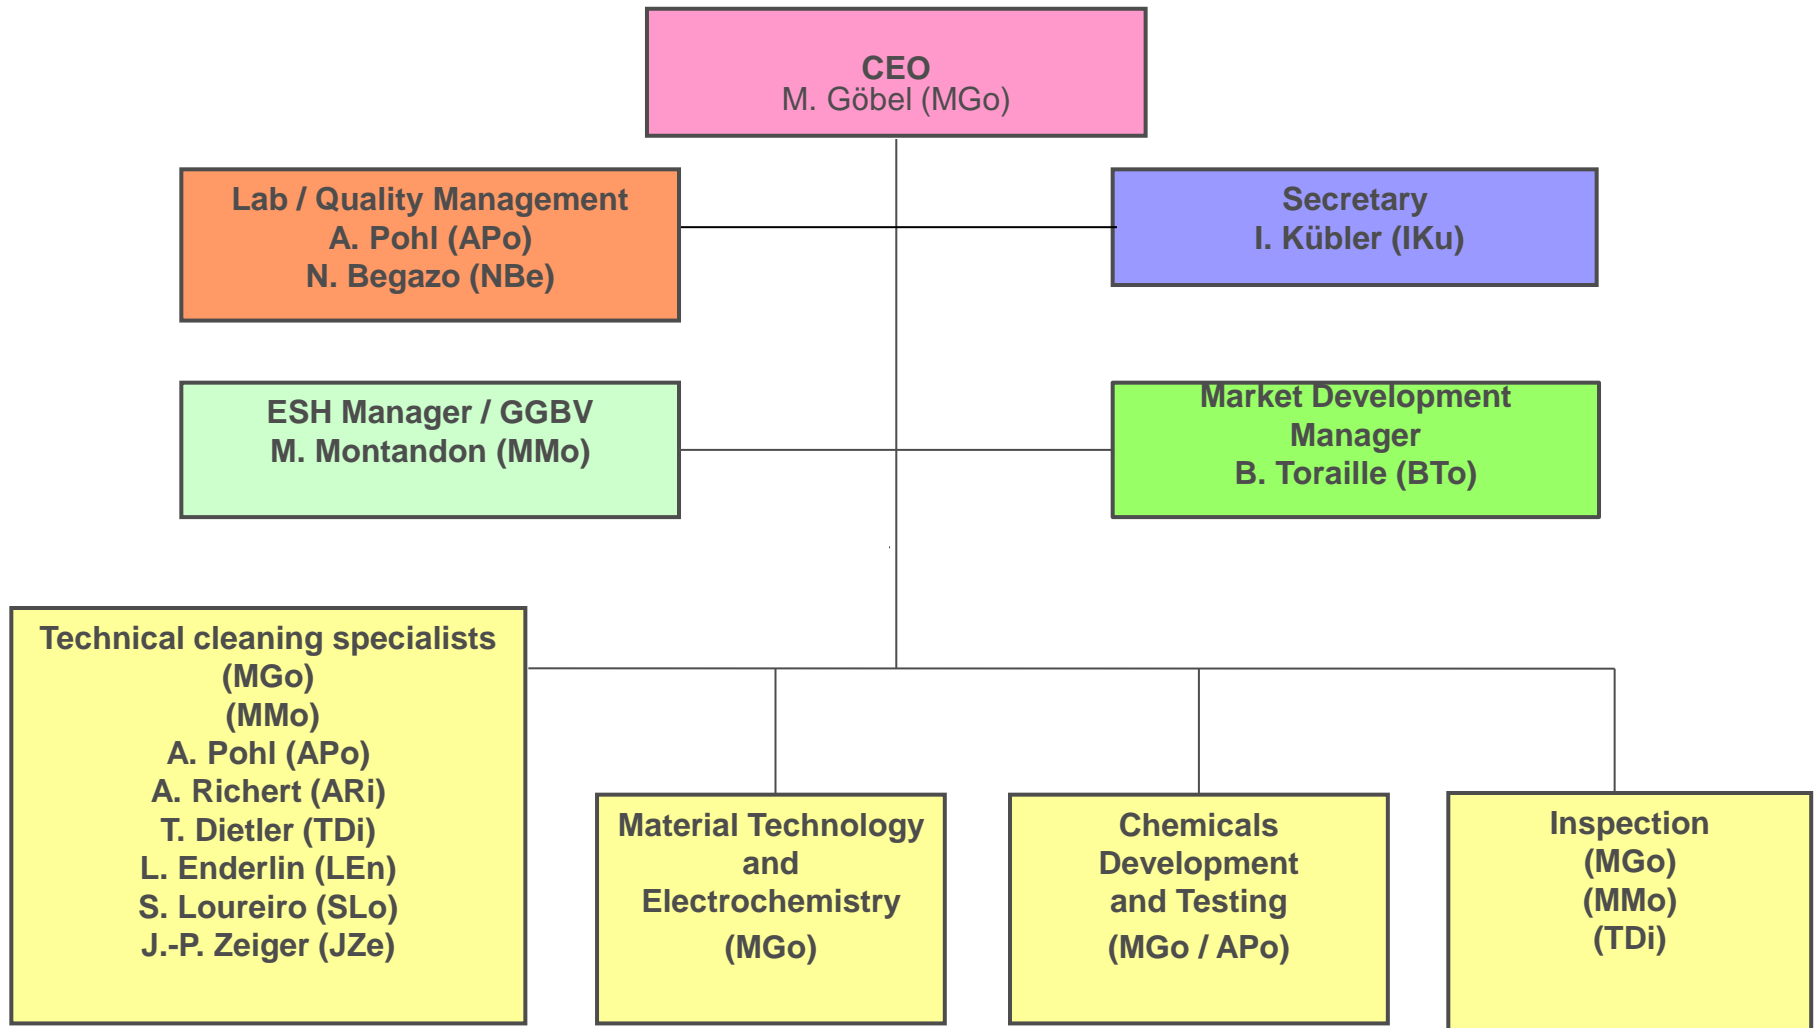 CEO
M. Göbel (MGo)
Lab / Quality Management
A. Pohl (APo)
N. Begazo (NBe)
Secretary
I. Kübler (IKu)
ESH Manager / GGBV
M. Montandon (MMo)
Market Development
Manager
B. Toraille (BTo)
Technical cleaning specialists
(MGo)
(MMo)
A. Pohl (APo)
A. Richert (ARi)
T. Dietler (TDi)
L. Enderlin (LEn)
S. Loureiro (SLo)
J.-P. Zeiger (JZe)
Material Technology
and
Electrochemistry
(MGo)
Chemicals
Development
and Testing
(MGo / APo)
Inspection
(MGo)
(MMo)
(TDi)